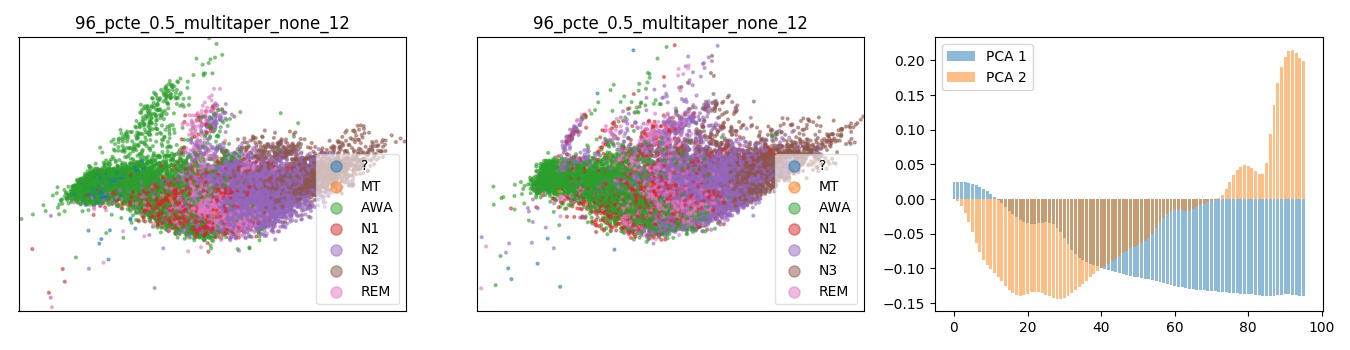 96_pcte_0.5_multitaper_none_12
?
MT
AWA
N1
N2
N3
REM
96_pcte_0.5_multitaper_none_12
?
MT
AWA
N1
N2
N3
REM
PCA 1
PCA 2
0.20
0.15
0.10
0.05
0.00
−0.05
−0.10
−0.15
0
20
40
60
80
100